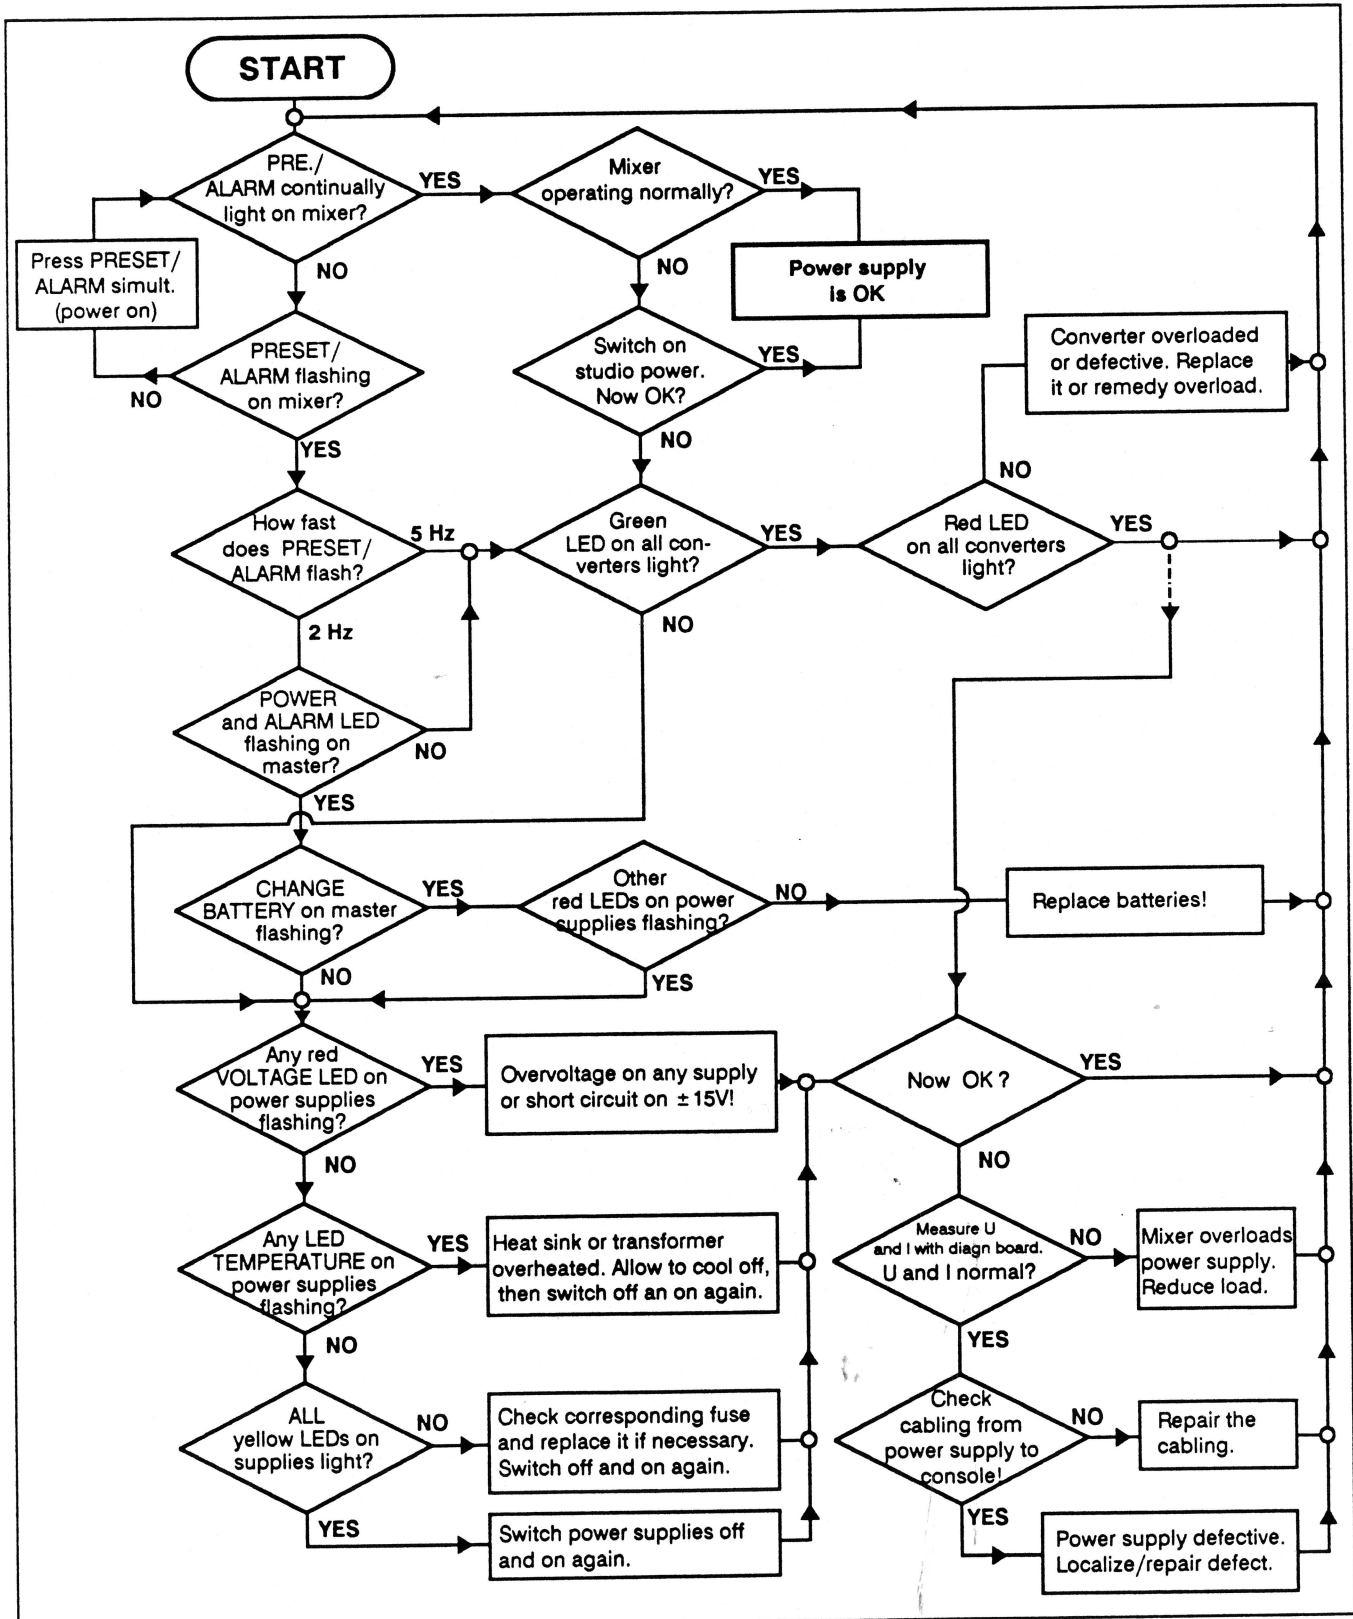 START
PRE./
ALARM continually
light on mixer?
YES
Mixer
operating normally?
YES
Press PRESET/
ALARM simult.
(power on)
NO
NO
Power supply
is OK
PRESET/
ALARM flashing
on mixer?
NO
YES
Switch on
studio power.
Now OK?
YES
NO
Converter overloaded
or defective. Replace
it or remedy overload.
NO
How fast
does PRESET/
ALARM flash?
5 Hz
2 Hz
Green
LED on all con-
verters light?
YES
NO
Red LED
on all converters
light?
YES
POWER
and ALARM LED
flashing on
master?
NO
YES
CHANGE
BATTERY on master
flashing?
YES
NO
Other
red LEDs on power
supplies flashing?
NO
YES
Replace batteries!
Any red
VOLTAGE LED on
power supplies
flashing?
YES
NO
Overvoltage on any supply
or short circuit on ±15V!
Now OK?
YES
NO
Any LED
TEMPERATURE on
power supplies
flashing?
YES
NO
Heat sink or transformer
overheated. Allow to cool off,
then switch off an on again.
Measure U
and I with diagn board.
U and I normal?
NO
YES
Mixer overloads
power supply.
Reduce load.
ALL
yellow LEDs on
supplies light?
NO
YES
Check corresponding fuse
and replace it if necessary.
Switch off and on again.
Check
cabling from
power supply to
console!
NO
YES
Repair the
cabling.
Switch power supplies off
and on again.
Power supply defective.
Localize/repair defect.